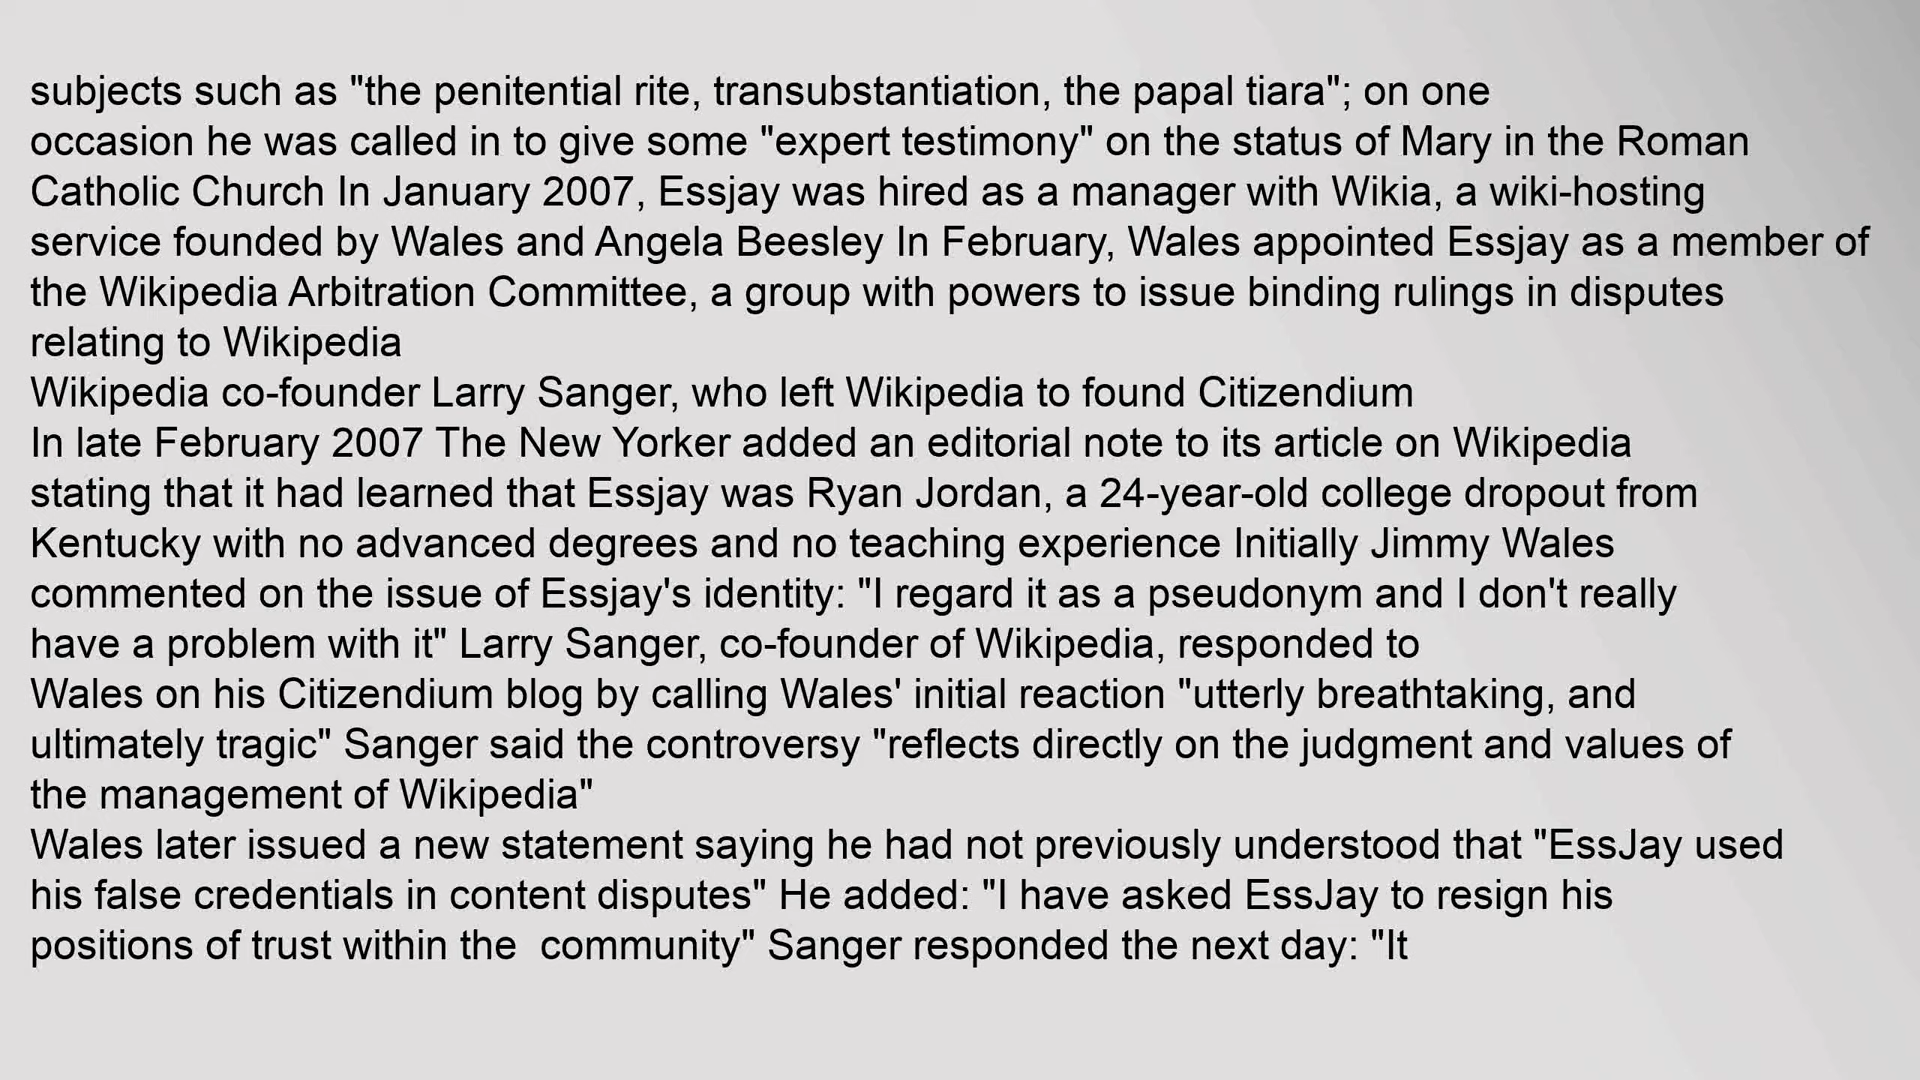 subjects such as "the penitential rite, transubstantiation, the papal tiara"; on one
occasion he was called in to give some "expert testimony" on the status of Mary in the Roman
Catholic Church In January 2007, Essjay was hired as a manager with Wikia, a wiki-hosting
service founded by Wales and Angela Beesley In February, Wales appointed Essjay as a member of
the Wikipedia Arbitration Committee, a group with powers to issue binding rulings in disputes
relating to Wikipedia
Wikipedia co-founder Larry Sanger, who left Wikipedia to found Citizendium
In late February 2007 The New Yorker added an editorial note to its article on Wikipedia
stating that it had learned that Essjay was Ryan Jordan, a 24-year-old college dropout from
Kentucky with no advanced degrees and no teaching experience Initially Jimmy Wales
commented on the issue of Essjay's identity: "I regard it as a pseudonym and I don't really
have a problem with it" Larry Sanger, co-founder of Wikipedia, responded to
Wales on his Citizendium blog by calling Wales' initial reaction "utterly breathtaking, and
ultimately tragic" Sanger said the controversy "reflects directly on the judgment and values of
the management of Wikipedia"
Wales later issued a new statement saying he had not previously understood that "EssJay used
his false credentials in content disputes" He added: "I have asked EssJay to resign his
positions of trust within the  community" Sanger responded the next day: "It